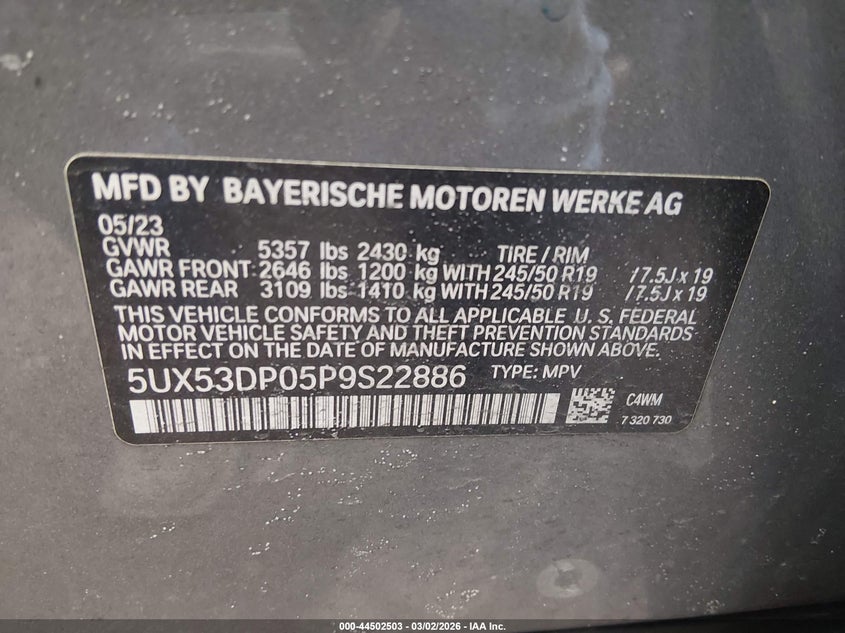 MFD BY BAYERISCHE MOTOREN WERKE AG
05/23
GVWR 5357 lbs 2430 kg TIRE / RIM
GAWR FRONT 2646 lbs 1200 kg WITH 245/50 R19 / 7.5J x 19
GAWR REAR 3109 lbs 1410 kg WITH 245/50 R19 / 7.5J x 19
THIS VEHICLE CONFORMS TO ALL APPLICABLE U. S. FEDERAL
MOTOR VEHICLE SAFETY AND THEFT PREVENTION STANDARDS
IN EFFECT ON THE DATE OF MANUFACTURE SHOWN ABOVE.
5UX53DP05P9S22886 TYPE: MPV
C4WM
7 320 730
000-44502503 - 03/02/2026 - IAA Inc.